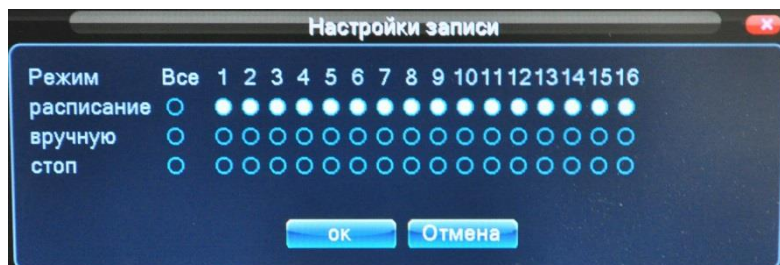 Настройки записи
Режим Все 1 2 3 4 5 6 7 8 9 10 11 12 13 14 15 16
расписание
вручную
стоп
ок Отмена